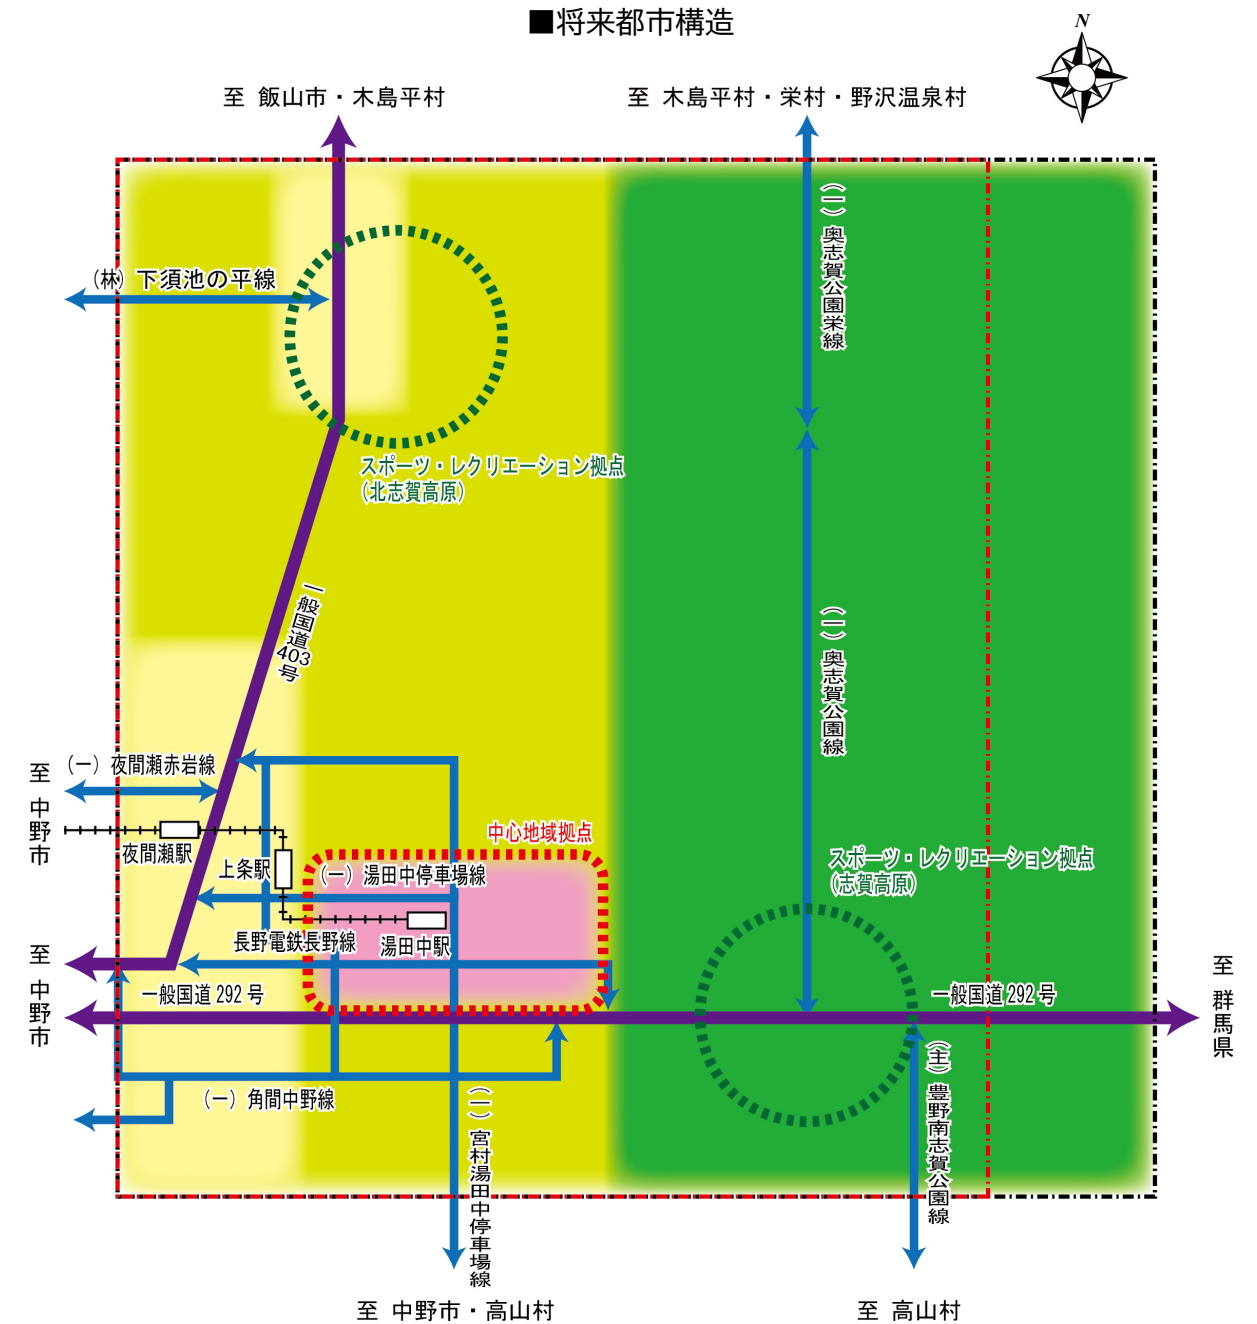 ■将来都市構造
N
至 飯山市・木島平村
至 木島平村・栄村・野沢温泉村
（林）下須池の平線
（一）奥志賀公園栄線
スポーツ・レクリエーション拠点
（北志賀高原）
一般国道403号
（一）奥志賀公園線
（一）夜間瀬赤岩線
至 中野市
夜間瀬駅
上条駅
中心地域拠点
（一）湯田中停車場線
長野電鉄長野線
湯田中駅
スポーツ・レクリエーション拠点
（志賀高原）
至 中野市
一般国道 292 号
一般国道 292 号
至 群馬県
（一）角間中野線
（一）宮村湯田中停車場線
（主）豊野南志賀公園線
至 中野市・高山村
至 高山村